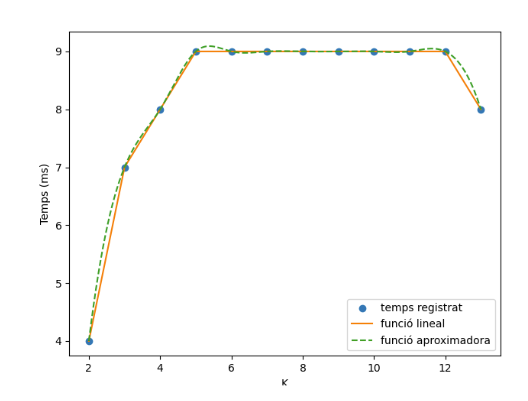 9
8
7
6
5
4
Temps (ms)
temps registrat
funció lineal
funció aproximadora
2
4
6
8
10
12
K